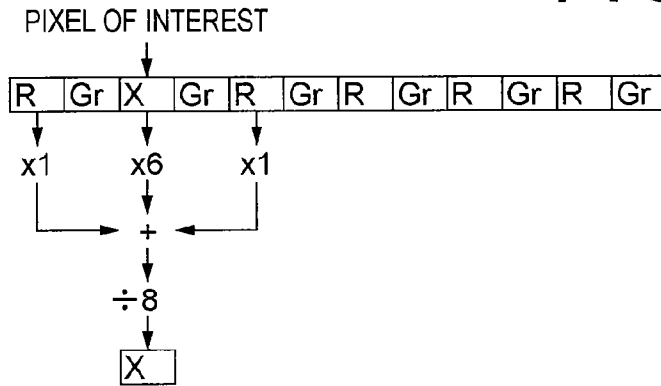 PIXEL OF INTEREST
R Gr X Gr R Gr R Gr R Gr R Gr
x1 x6 x1
+
÷8
X